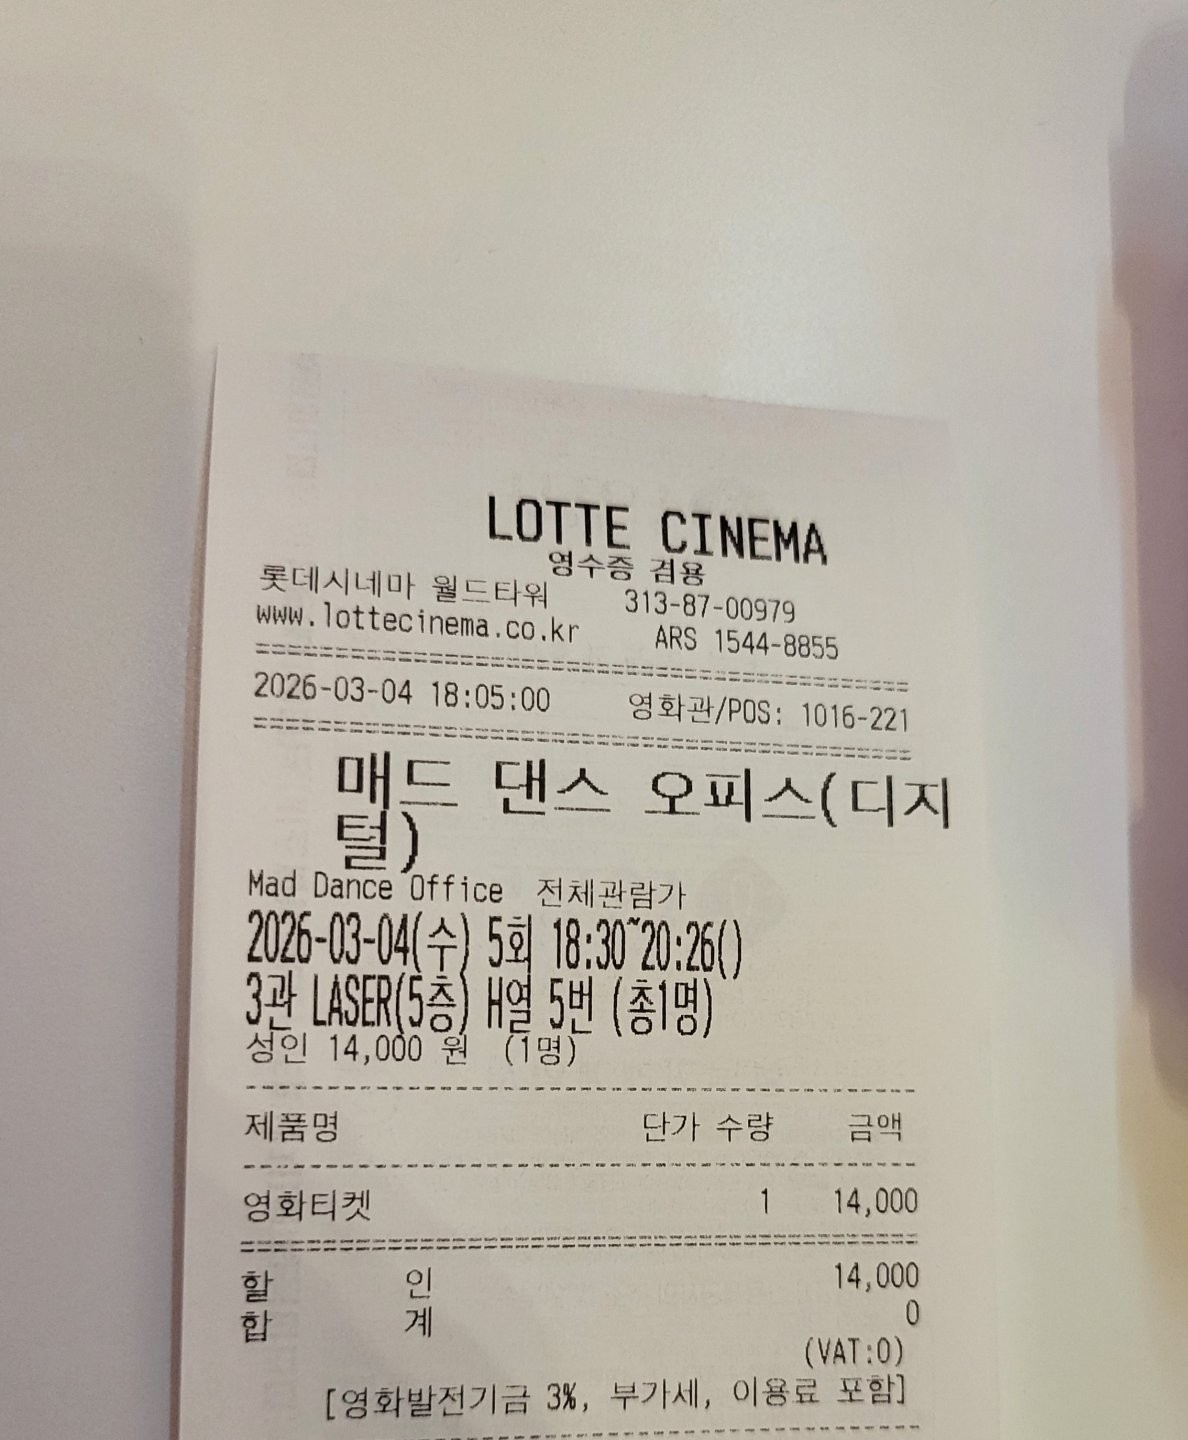 LOTTE CINEMA
영수증 겸용
롯데시네마 월드타워 313-87-00979
www.lottecinema.co.kr ARS 1544-8855
2026-03-04 18:05:00 영화관/POS: 1016-221
매드 댄스 오피스(디지
털)
Mad Dance Office 전체관람가
2026-03-04(수) 5회 18:30~20:26()
3관 LASER(5층) H열 5번 (총1명)
성인 14,000 원 (1명)
제품명 단가 수량 금액
영화티켓 1 14,000
할 인 14,000
합 계 0
(VAT:0)
[영화발전기금 3%, 부가세, 이용료 포함]